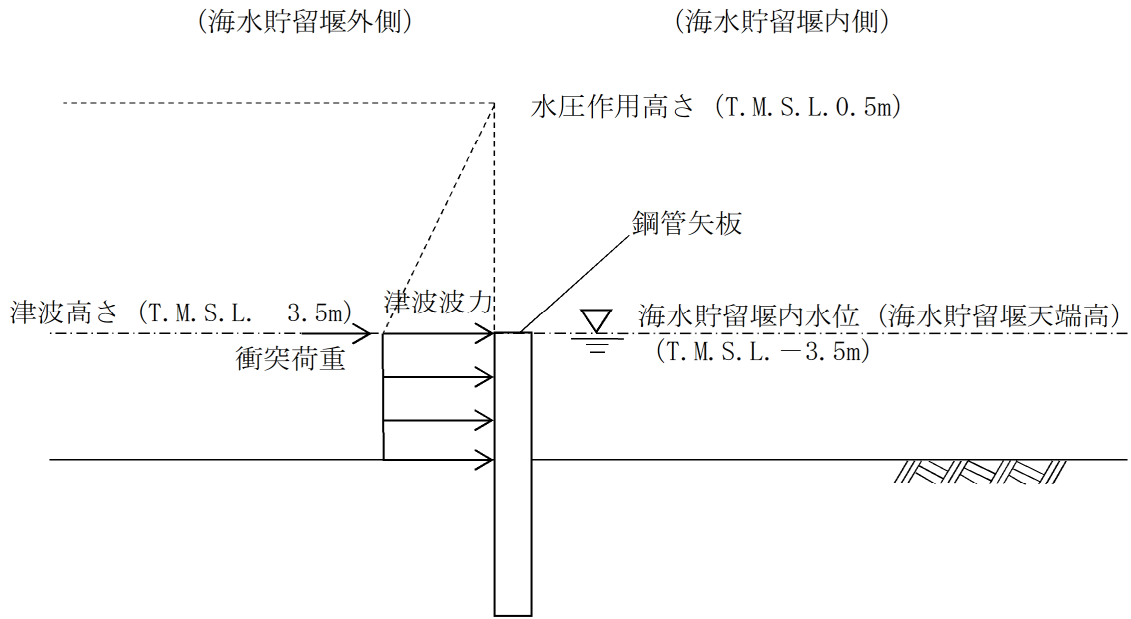 (海水貯留堰外側)
(海水貯留堰内側)
水圧作用高さ (T.M.S.L.0.5m)
鋼管矢板
津波高さ (T.M.S.L. 3.5m)
津波波力
海水貯留堰内水位 (海水貯留堰天端高)
衝突荷重
(T.M.S.L.－3.5m)